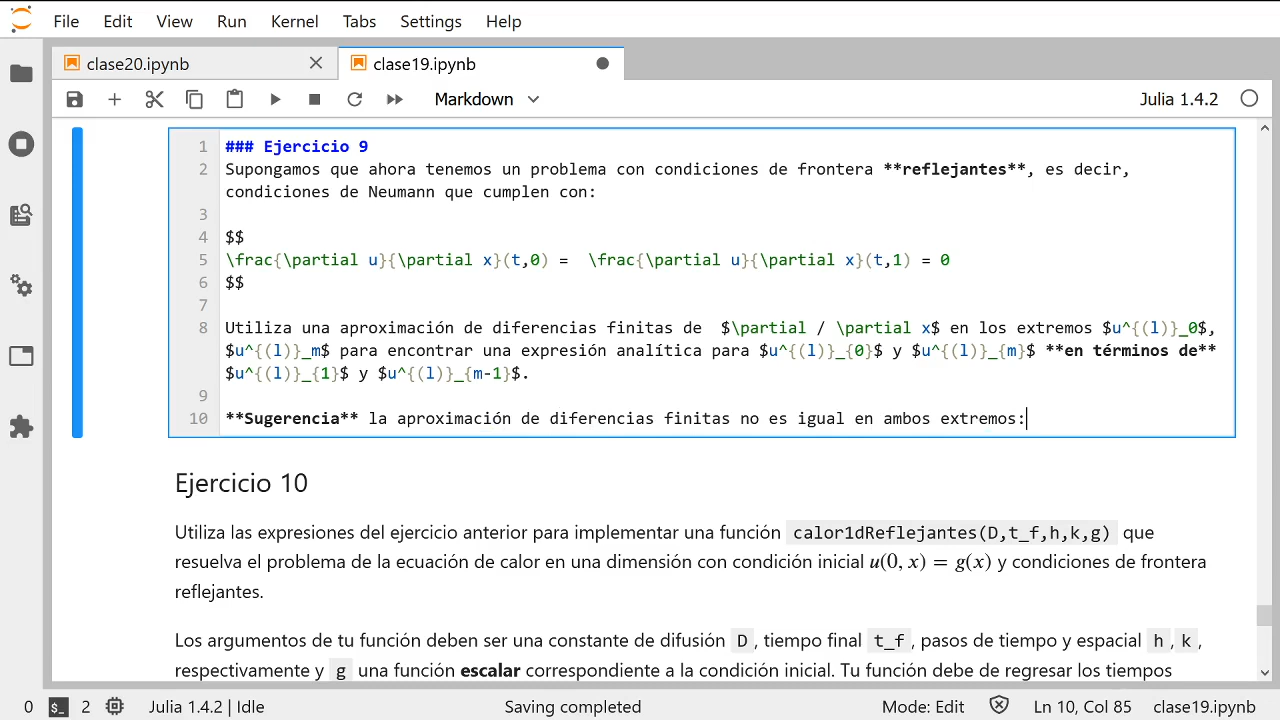 File Edit View Run Kernel Tabs Settings Help
clase20.ipynb clase19.ipynb
Markdown Julia 1.4.2
1 ### Ejercicio 9
2 Supongamos que ahora tenemos un problema con condiciones de frontera **reflejantes**, es decir,
condiciones de Neumann que cumplen con:
3
4 $$
5 \frac{\partial u}{\partial x}(t,0) =  \frac{\partial u}{\partial x}(t,1) = 0
6 $$
7
8 Utiliza una aproximación de diferencias finitas de  $\partial / \partial x$ en los extremos $u^{(l)}_0$,
$u^{(l)}_m$ para encontrar una expresión analítica para $u^{(l)}_{0}$ y $u^{(l)}_{m}$ **en términos de**
$u^{(l)}_{1}$ y $u^{(l)}_{m-1}$.
9
10 **Sugerencia** la aproximación de diferencias finitas no es igual en ambos extremos:
Ejercicio 10
Utiliza las expresiones del ejercicio anterior para implementar una función calor1dReflejantes(D,t_f,h,k,g) que
resuelva el problema de la ecuación de calor en una dimensión con condición inicial u(0, x) = g(x) y condiciones de frontera
reflejantes.
Los argumentos de tu función deben ser una constante de difusión D , tiempo final t_f , pasos de tiempo y espacial h , k ,
respectivamente y g una función escalar correspondiente a la condición inicial. Tu función debe de regresar los tiempos
0 $_ 2 Julia 1.4.2 | Idle Saving completed Mode: Edit Ln 10, Col 85 clase19.ipynb